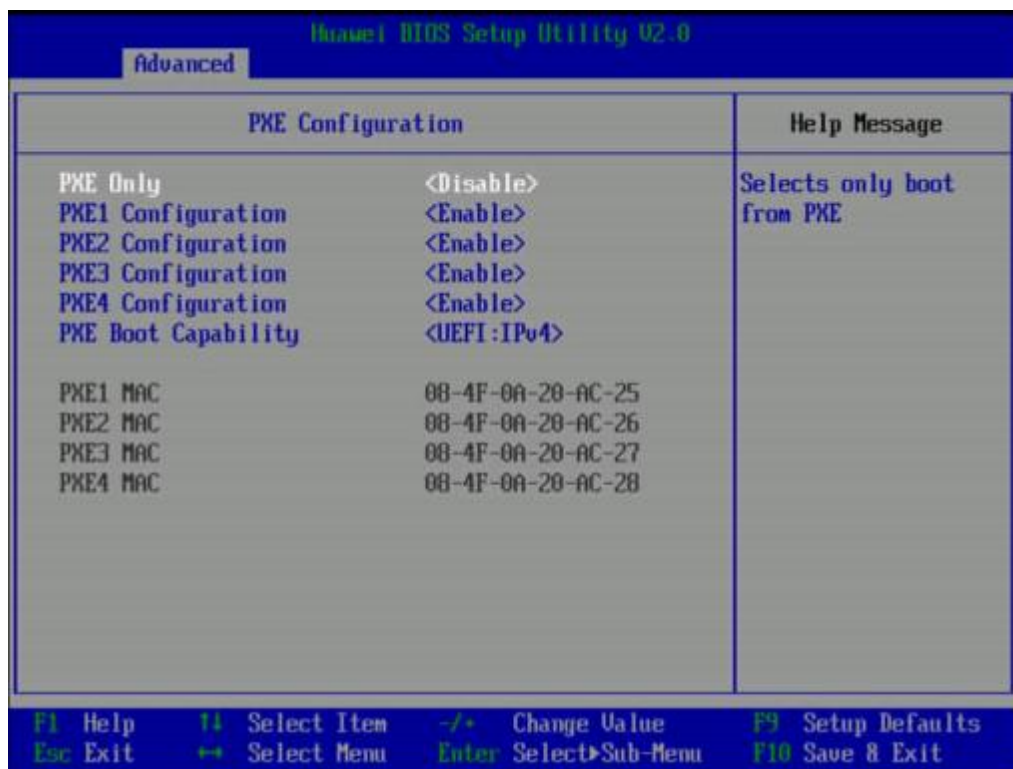 Huawei BIOS Setup Utility V2.0
Advanced
PXE Configuration
Help Message
PXE Only <Disable>
PXE1 Configuration <Enable>
PXE2 Configuration <Enable>
PXE3 Configuration <Enable>
PXE4 Configuration <Enable>
PXE Boot Capability <UEFI:IPv4>
Selects only boot
from PXE
PXE1 MAC 08-4F-0A-20-AC-25
PXE2 MAC 08-4F-0A-20-AC-26
PXE3 MAC 08-4F-0A-20-AC-27
PXE4 MAC 08-4F-0A-20-AC-28
F1 Help ↑↓ Select Item -/+ Change Value F9 Setup Defaults
Esc Exit ↔ Select Menu Enter Select▶Sub-Menu F10 Save & Exit